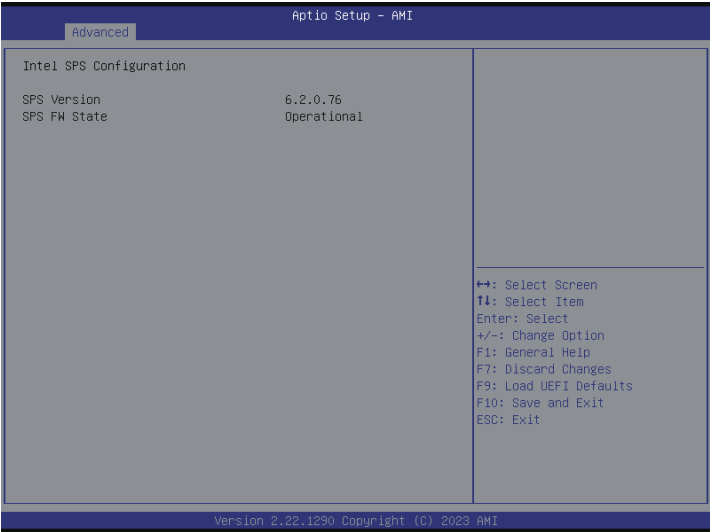 Aptio Setup – AMI
Advanced
Intel SPS Configuration
SPS Version 6.2.0.76
SPS FW State Operational
↔: Select Screen
↑↓: Select Item
Enter: Select
+/-: Change Option
F1: General Help
F7: Discard Changes
F9: Load UEFI Defaults
F10: Save and Exit
ESC: Exit
Version 2.22.1290 Copyright (C) 2023 AMI